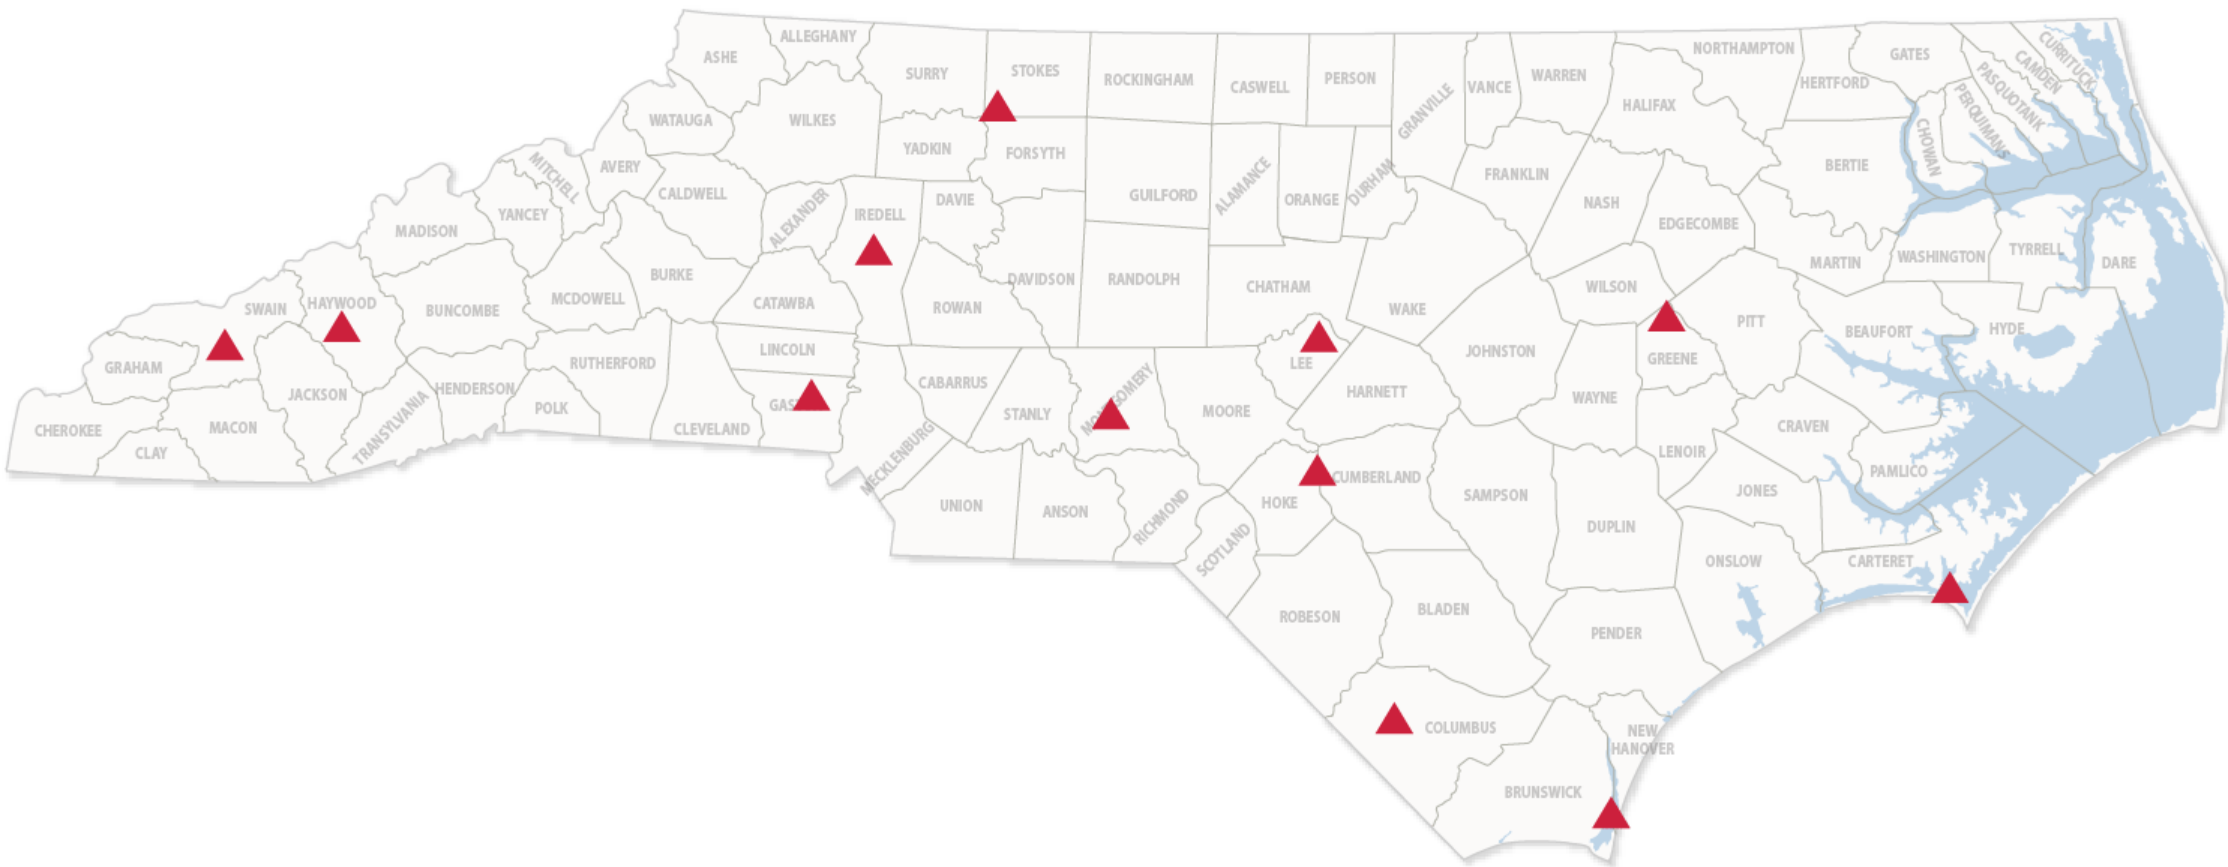 ALLEGHANY
ASHE
SURRY
STOKES
ROCKINGHAM
CASWELL
PERSON
GRANVILLE
VANCE
WARREN
NORTHAMPTON
HALIFAX
HERTFORD
GATES
CURRITUCK
CAMDEN
PASQUOTANK
PERQUIMANS
CHOWAN
WATAUGA
WILKES
YADKIN
FORSYTH
MITCHELL
AVERY
CALDWELL
ALEXANDER
IREDELL
DAVIE
GUILFORD
ALAMANCE
ORANGE
DURHAM
FRANKLIN
NASH
EDGECOMBE
BERTIE
MADISON
YANCEY
BURKE
MCDOWELL
CATAWBA
ROWAN
DAVIDSON
RANDOLPH
CHATHAM
WAKE
WILSON
MARTIN
WASHINGTON
TYRRELL
DARE
SWAIN
HAYWOOD
BUNCOMBE
RUTHERFORD
LINCOLN
LEE
HARNETT
JOHNSTON
GREENE
PITT
BEAUFORT
HYDE
GRAHAM
JACKSON
TRANSYLVANIA
HENDERSON
POLK
CLEVELAND
GAS
CABARRUS
STANLY
MOORE
WAYNE
CRAVEN
CHEROKEE
CLAY
MACON
MECKLENBURG
UNION
ANSON
RICHMOND
SCOTLAND
HOKE
CUMBERLAND
SAMPSON
LENOIR
DUPLIN
JONES
PAMLICO
ONSLOW
CARTERET
ROBESON
BLADEN
PENDER
COLUMBUS
NEW
HANOVER
BRUNSWICK